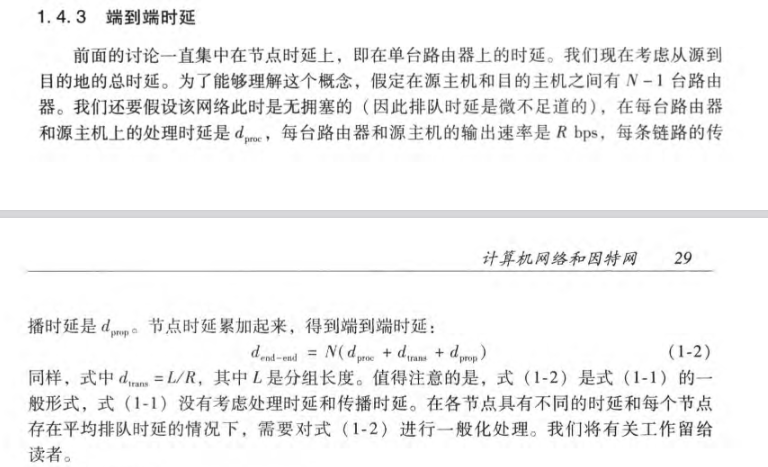 1.4.3 端到端时延
前面的讨论一直集中在节点时延上，即在单台路由器上的时延。我们现在考虑从源到
目的地的总时延。为了能够理解这个概念，假定在源主机和目的主机之间有 N－1 台路由
器。我们还要假设该网络此时是无拥塞的（因此排队时延是微不足道的），在每台路由器
和源主机上的处理时延是 d_proc，每台路由器和源主机的输出速率是 R bps，每条链路的传
计算机网络和因特网 29
播时延是 d_prop。节点时延累加起来，得到端到端时延：
d_end-end = N(d_proc + d_trans + d_prop) (1-2)
同样，式中 d_trans = L/R，其中 L 是分组长度。值得注意的是，式（1-2）是式（1-1）的一
般形式，式（1-1）没有考虑处理时延和传播时延。在各节点具有不同的时延和每个节点
存在平均排队时延的情况下，需要对式（1-2）进行一般化处理。我们将有关工作留给
读者。